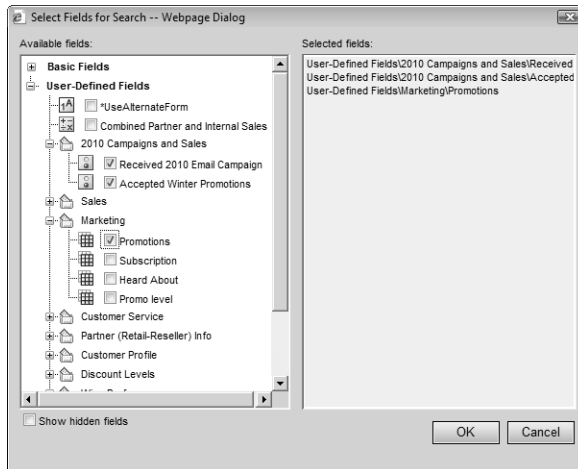 Select Fields for Search -- Webpage Dialog
Available fields:
Selected fields:
Basic Fields
User-Defined Fields
*UseAlternateForm
Combined Partner and Internal Sales
2010 Campaigns and Sales
Received 2010 Email Campaign
Accepted Winter Promotions
Sales
Marketing
Promotions
Subscription
Heard About
Promo level
Customer Service
Partner (Retail-Reseller) Info
Customer Profile
Discount Levels
User-Defined Fields\2010 Campaigns and Sales\Received
User-Defined Fields\2010 Campaigns and Sales\Accepted
User-Defined Fields\Marketing\Promotions
Show hidden fields
OK
Cancel